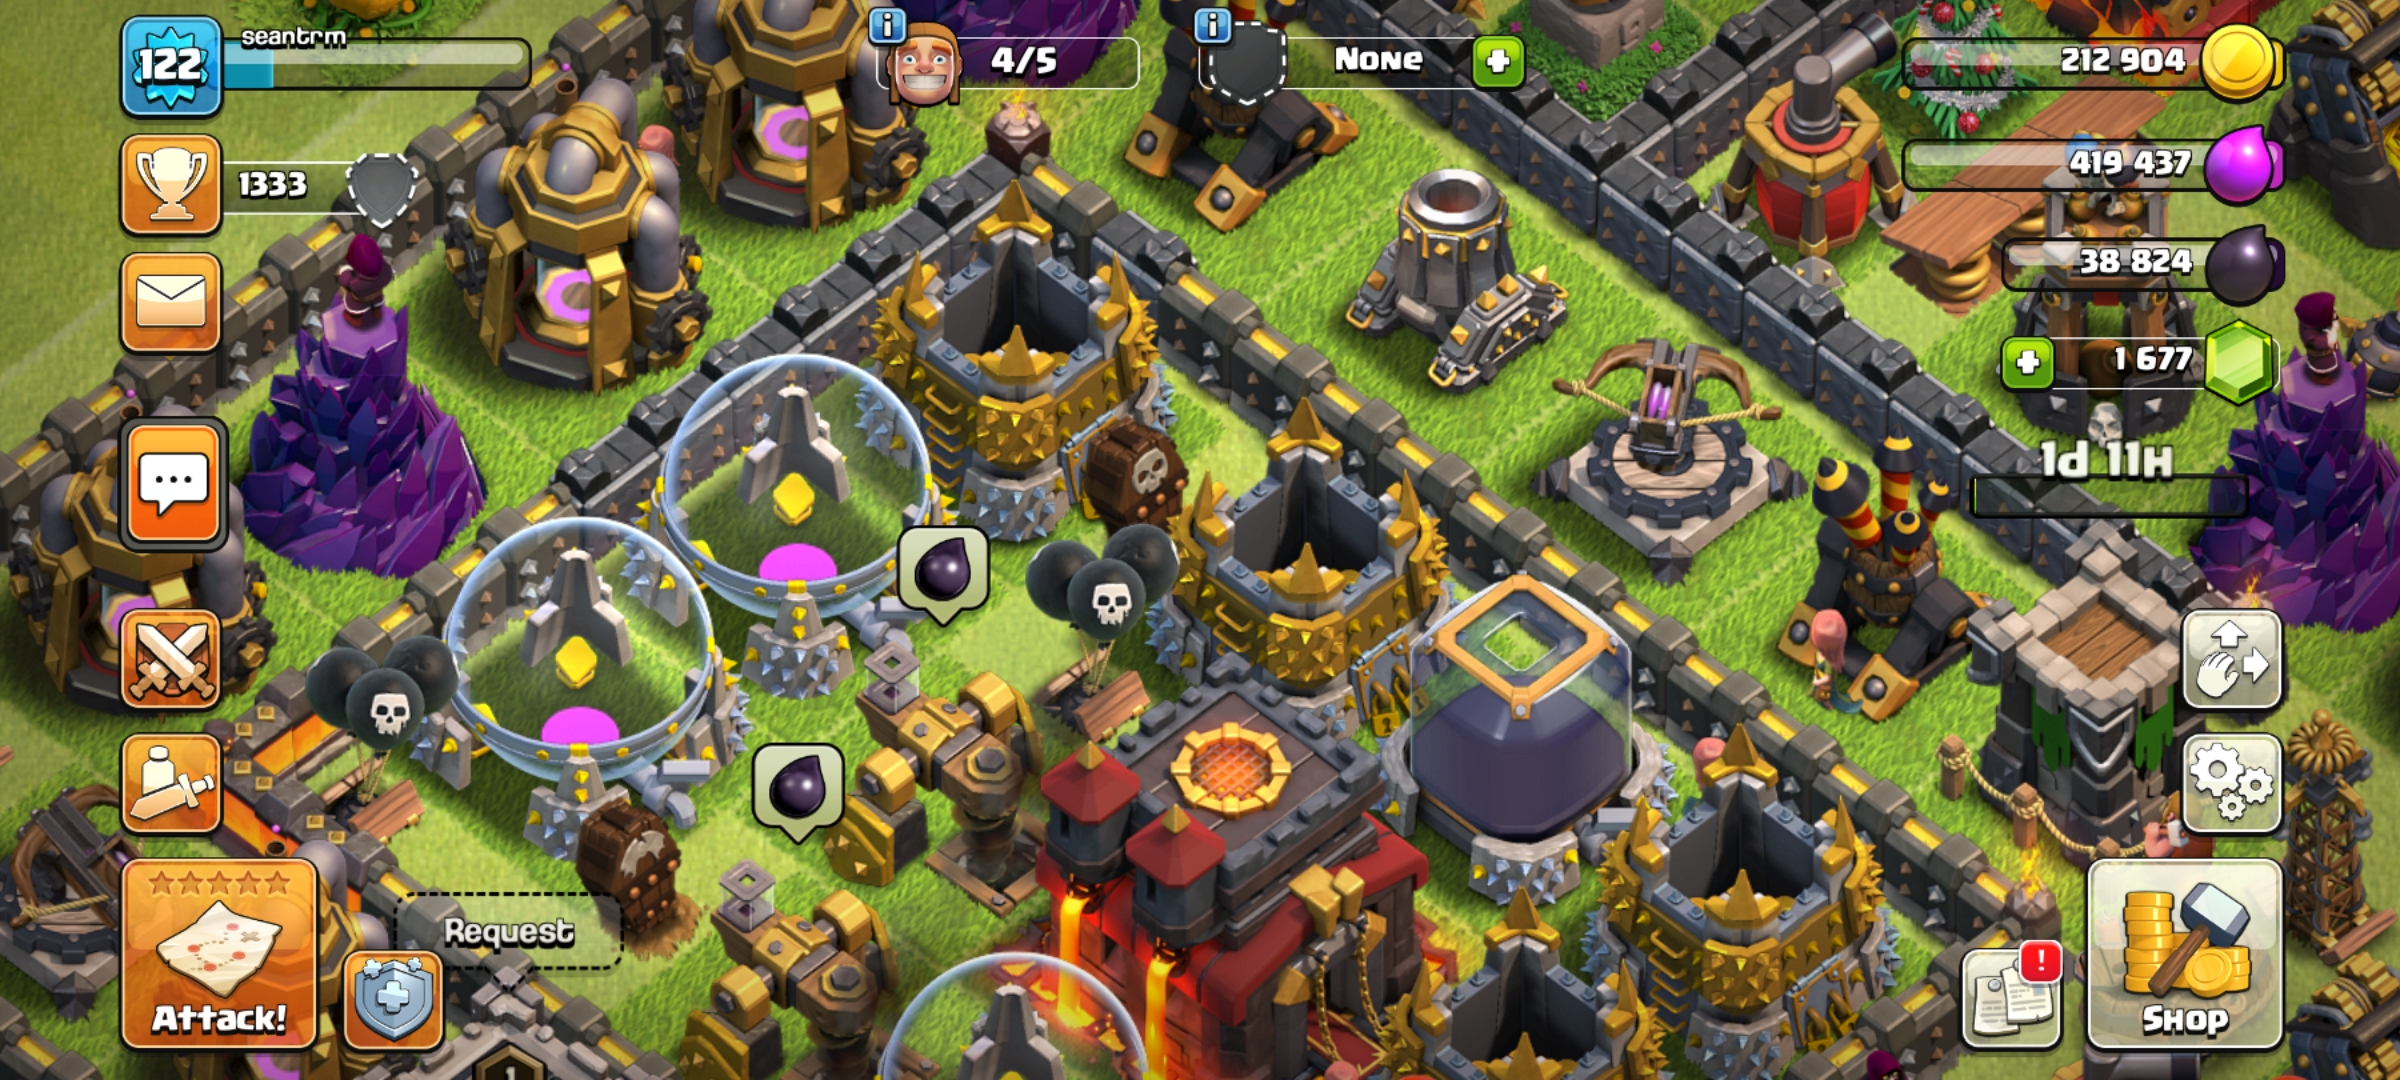 seantrm
122
4/5
None
212 904
1333
419 437
38 824
1 677
1d 11H
Request
Attack!
!
Shop
1